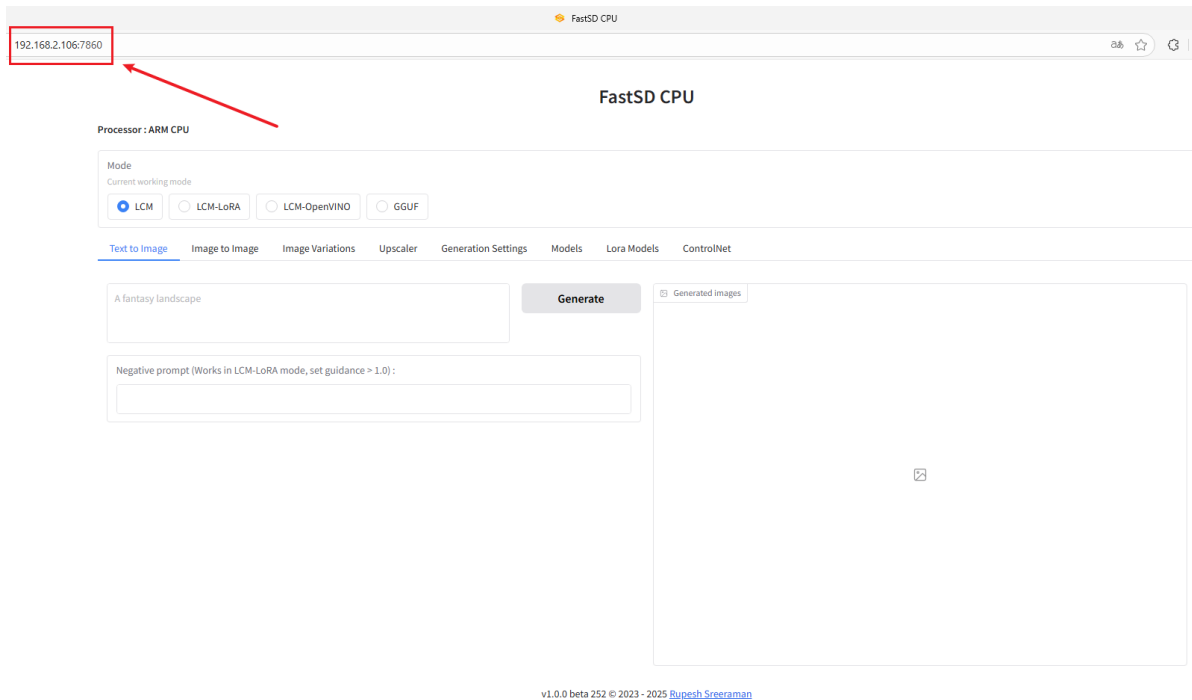 FastSD CPU
192.168.2.106:7860
FastSD CPU
Processor : ARM CPU
Mode
Current working mode
LCM
LCM-LoRA
LCM-OpenVINO
GGUF
Text to Image
Image to Image
Image Variations
Upscaler
Generation Settings
Models
Lora Models
ControlNet
A fantasy landscape
Generate
Generated images
Negative prompt (Works in LCM-LoRA mode, set guidance > 1.0) :
v1.0.0 beta 252 © 2023 - 2025 Rupesh Sreeraman